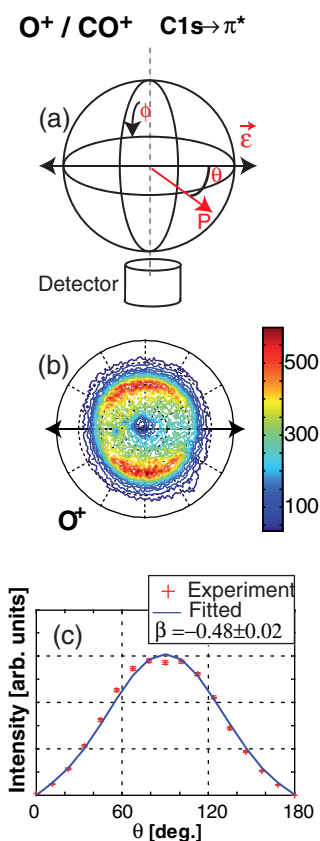 O⁺ / CO⁺ C1s→π*
(a)
ϕ
ε⃗
θ
P
Detector
(b)
500
300
100
O⁺
(c)
+ Experiment
Fitted
β =−0.48±0.02
Intensity [arb. units]
0 60 120 180
θ [deg.]